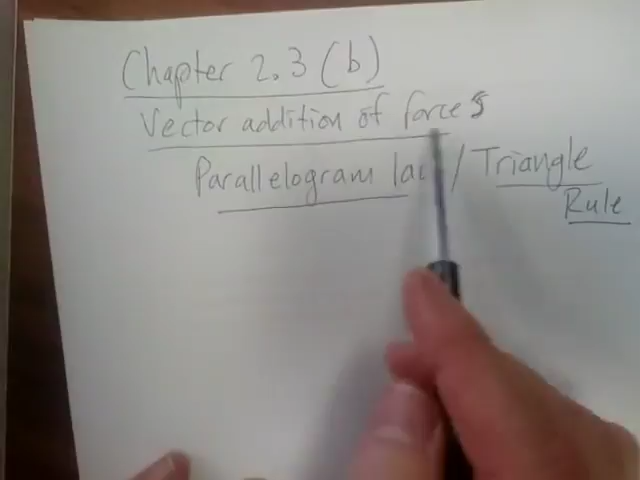 Chapter 2.3 (b)
Vector addition of forces
Parallelogram / Triangle
Rule